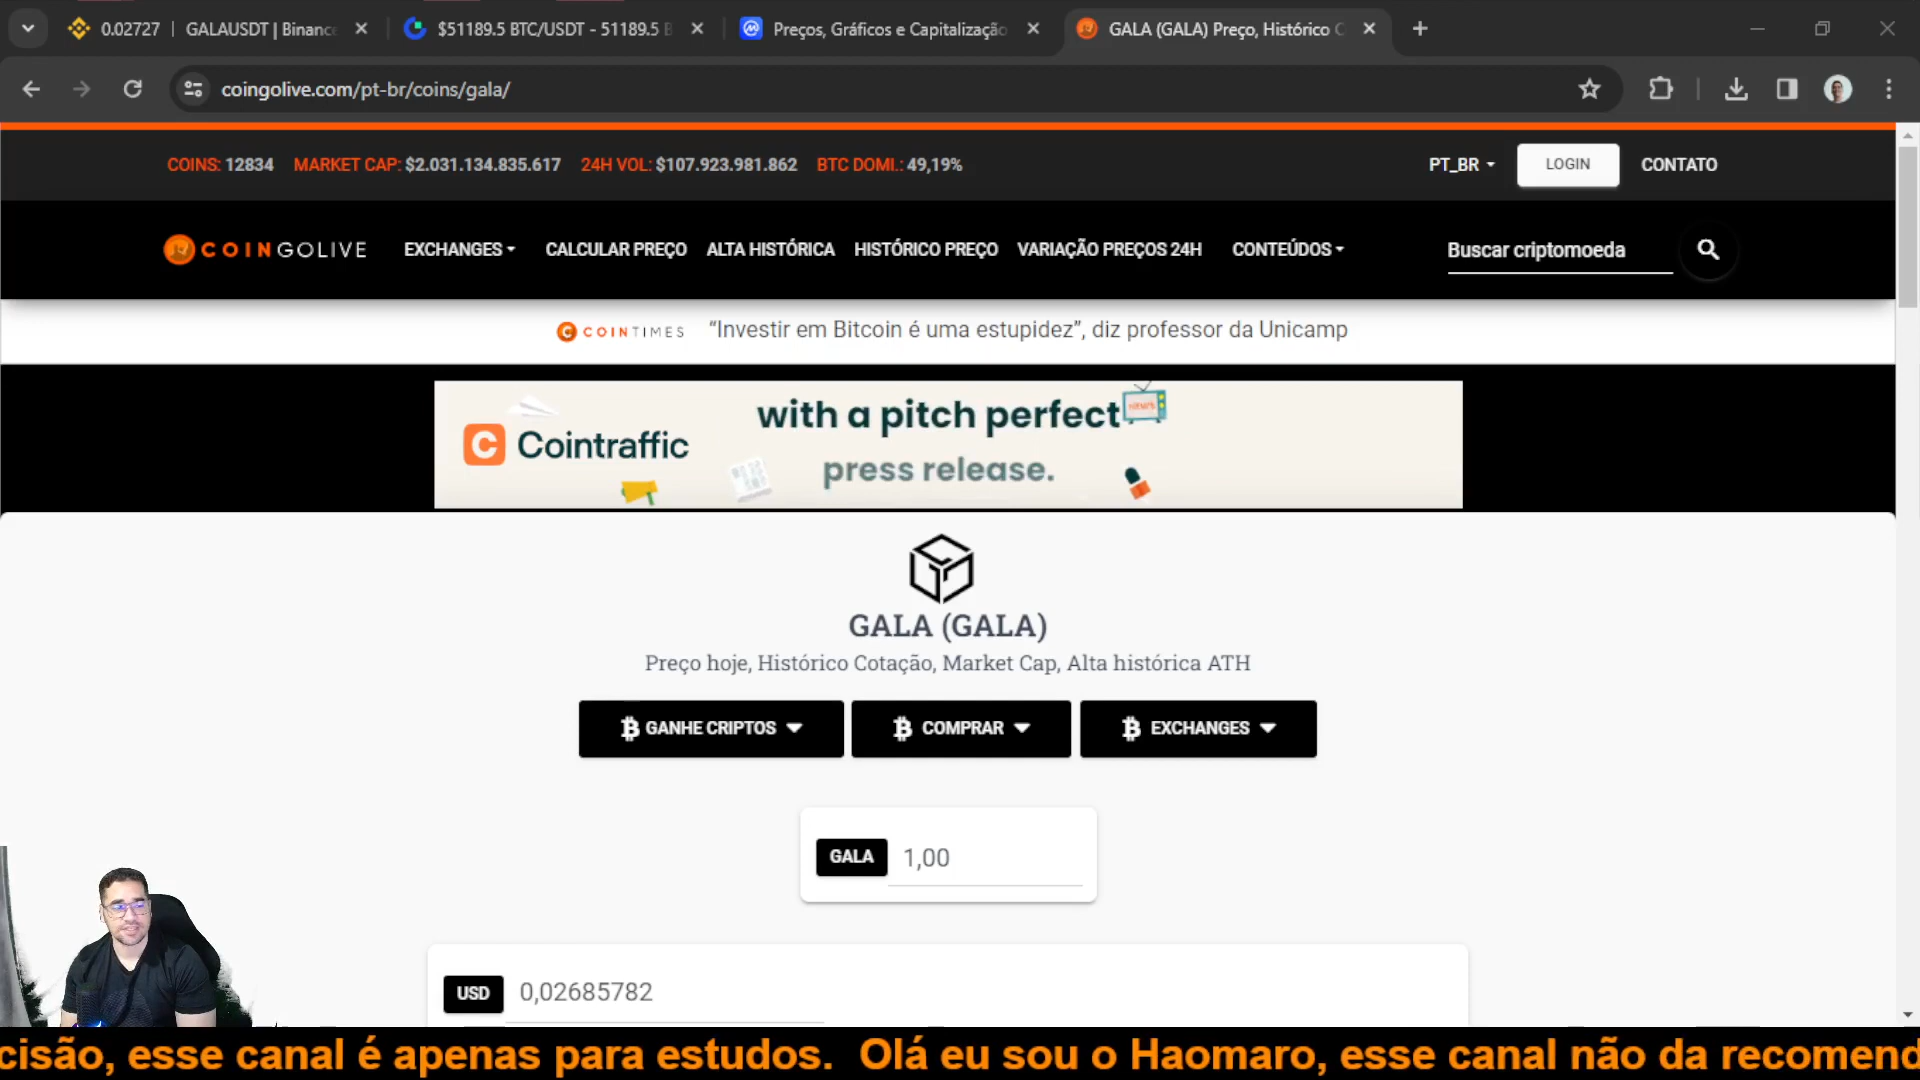 0.02727 | GALAUSDT | Binance
$51189.5 BTC/USDT - 51189.5 B
Preços, Gráficos e Capitalização
GALA (GALA) Preço, Histórico C
coingolive.com/pt-br/coins/gala/
COINS: 12834 MARKET CAP: $2.031.134.835.617 24H VOL: $107.923.981.862 BTC DOMI.: 49,19%
PT_BR LOGIN CONTATO
COINGOLIVE EXCHANGES CALCULAR PREÇO ALTA HISTÓRICA HISTÓRICO PREÇO VARIAÇÃO PREÇOS 24H CONTEÚDOS Buscar criptomoeda
COINTIMES “Investir em Bitcoin é uma estupidez”, diz professor da Unicamp
Cointraffic
with a pitch perfect
press release.
GALA (GALA)
Preço hoje, Histórico Cotação, Market Cap, Alta histórica ATH
GANHE CRIPTOS COMPRAR EXCHANGES
GALA 1,00
USD 0,02685782
cisão, esse canal é apenas para estudos. Olá eu sou o Haomaro, esse canal não da recomend